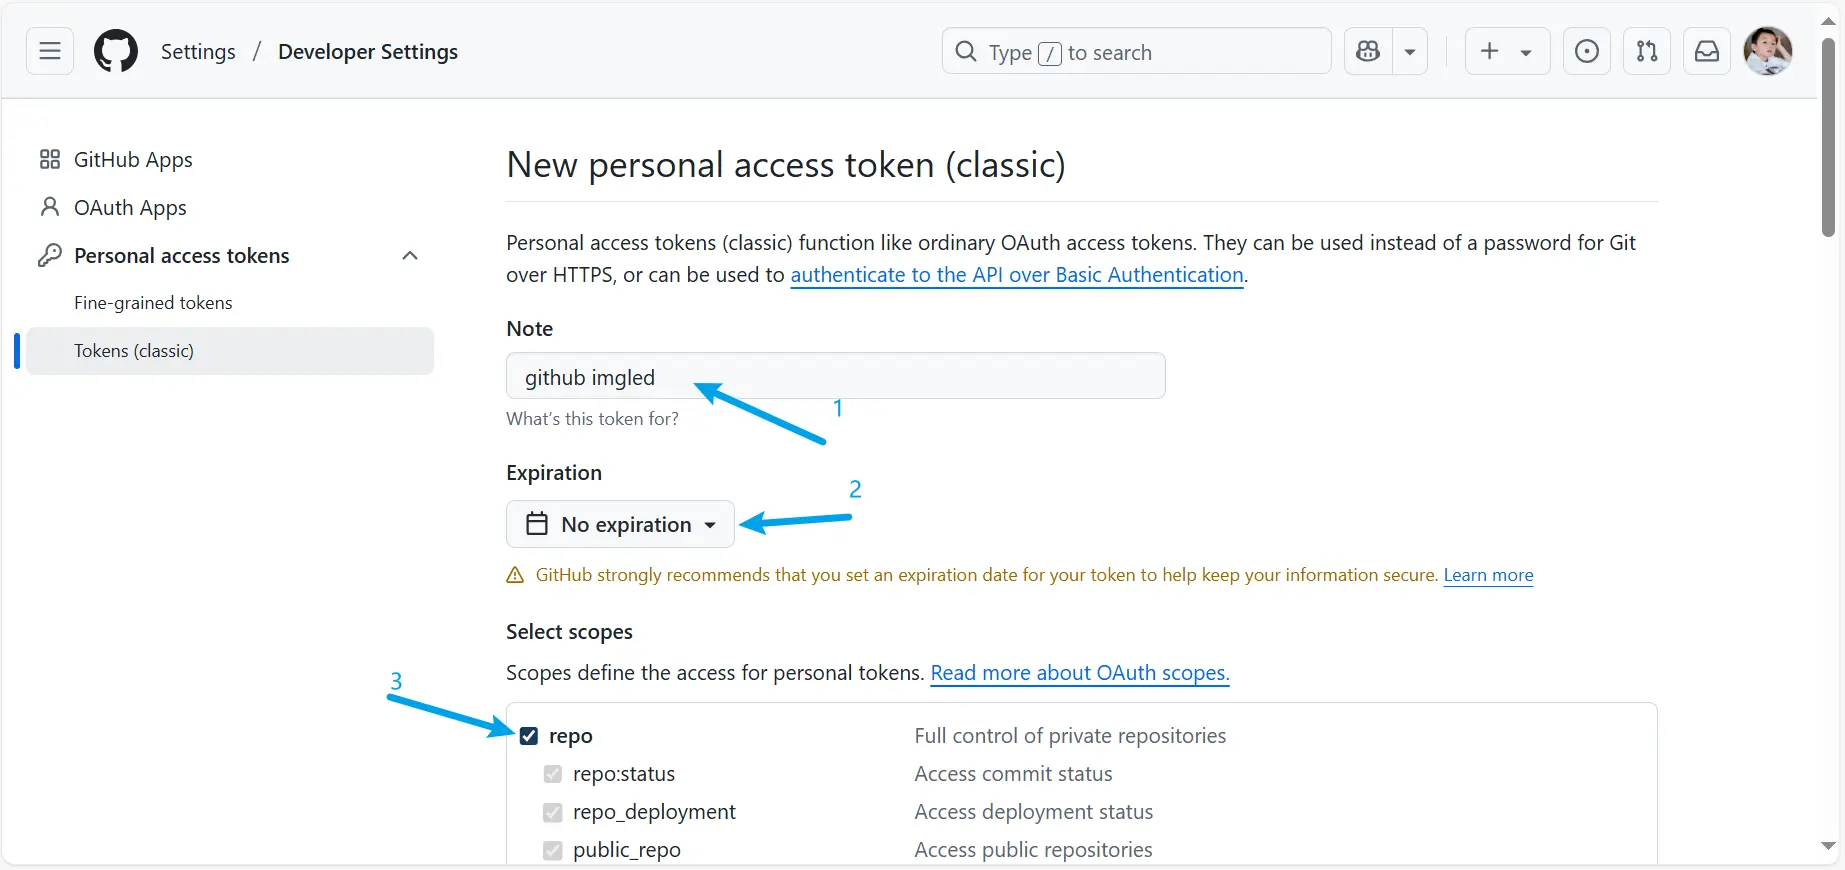 Settings / Developer Settings
Type / to search
GitHub Apps
OAuth Apps
Personal access tokens
Fine-grained tokens
Tokens (classic)
New personal access token (classic)
Personal access tokens (classic) function like ordinary OAuth access tokens. They can be used instead of a password for Git
over HTTPS, or can be used to authenticate to the API over Basic Authentication.
Note
github imgled
1
What's this token for?
Expiration
2
No expiration
GitHub strongly recommends that you set an expiration date for your token to help keep your information secure. Learn more
Select scopes
Scopes define the access for personal tokens. Read more about OAuth scopes.
3
repo Full control of private repositories
repo:status Access commit status
repo_deployment Access deployment status
public_repo Access public repositories